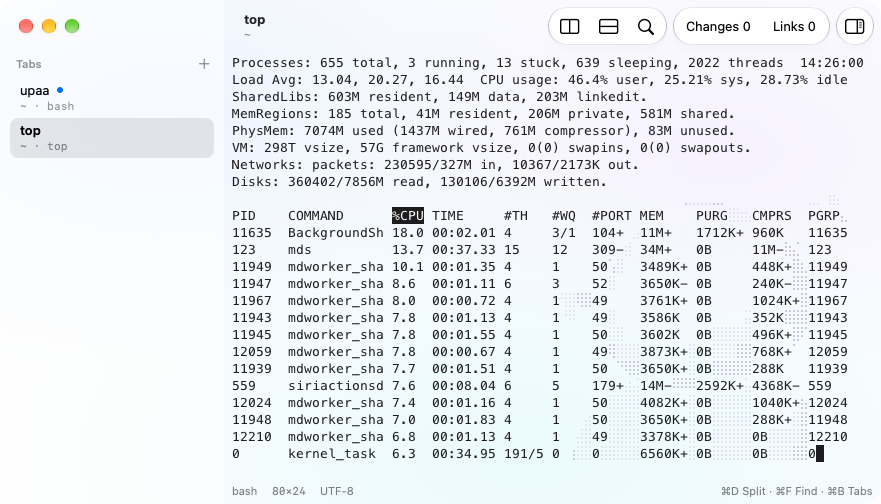 top
~
Changes 0 Links 0
Tabs
upaa
~ · bash
top
~ · top
Processes: 655 total, 3 running, 13 stuck, 639 sleeping, 2022 threads 14:26:00
Load Avg: 13.04, 20.27, 16.44 CPU usage: 46.4% user, 25.21% sys, 28.73% idle
SharedLibs: 603M resident, 149M data, 203M linkedit.
MemRegions: 185 total, 41M resident, 206M private, 581M shared.
PhysMem: 7074M used (1437M wired, 761M compressor), 83M unused.
VM: 298T vsize, 57G framework vsize, 0(0) swapins, 0(0) swapouts.
Networks: packets: 230595/327M in, 10367/2173K out.
Disks: 360402/7856M read, 130106/6392M written.
PID COMMAND %CPU TIME #TH #WQ #PORT MEM PURG CMPRS PGRP
11635 BackgroundSh 18.0 00:02.01 4 3/1 104+ 11M+ 1712K+ 960K 11635
123 mds 13.7 00:37.33 15 12 309- 34M+ 0B 11M- 123
11949 mdworker_sha 10.1 00:01.35 4 1 50 3489K+ 0B 448K+ 11949
11947 mdworker_sha 8.6 00:01.11 6 3 52 3650K- 0B 240K- 11947
11967 mdworker_sha 8.0 00:00.72 4 1 49 3761K+ 0B 1024K+ 11967
11943 mdworker_sha 7.8 00:01.13 4 1 49 3586K 0B 352K 11943
11945 mdworker_sha 7.8 00:01.55 4 1 50 3602K 0B 496K+ 11945
12059 mdworker_sha 7.8 00:00.67 4 1 49 3873K+ 0B 768K+ 12059
11939 mdworker_sha 7.7 00:01.51 4 1 50 3650K+ 0B 288K 11939
559 siriactionsd 7.6 00:08.04 6 5 179+ 14M- 2592K+ 4368K- 559
12024 mdworker_sha 7.4 00:01.16 4 1 50 4082K+ 0B 1040K+ 12024
11948 mdworker_sha 7.0 00:01.83 4 1 50 3650K+ 0B 288K+ 11948
12210 mdworker_sha 6.8 00:01.13 4 1 49 3378K+ 0B 0B 12210
0 kernel_task 6.3 00:34.95 191/5 0 0 6560K+ 0B 0B 0
bash 80×24 UTF-8 ⌘D Split · ⌘F Find · ⌘B Tabs